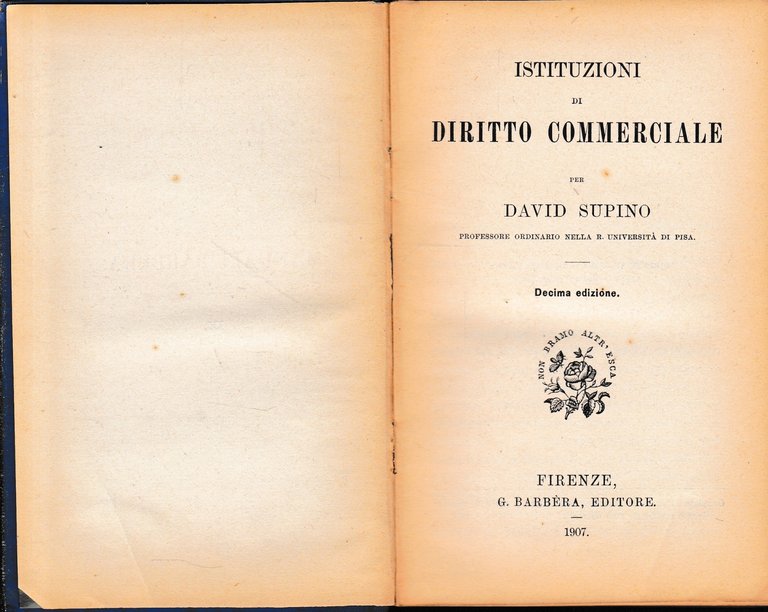 ISTITUZIONI
DI
DIRITTO COMMERCIALE
PER
DAVID SUPINO
PROFESSORE ORDINARIO NELLA R. UNIVERSITÀ DI PISA.
Decima edizione.
NON BRAMO ALTR' ESCA
FIRENZE,
G. BARBÈRA, EDITORE.
1907.